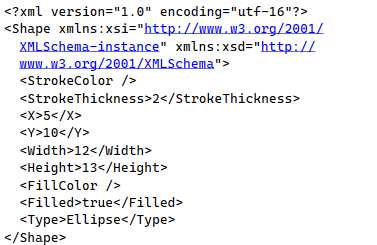 <?xml version="1.0" encoding="utf-16"?>
<Shape xmlns:xsi="http://www.w3.org/2001/
XMLSchema-instance" xmlns:xsd="http://
www.w3.org/2001/XMLSchema">
<StrokeColor />
<StrokeThickness>2</StrokeThickness>
<X>5</X>
<Y>10</Y>
<Width>12</Width>
<Height>13</Height>
<FillColor />
<Filled>true</Filled>
<Type>Ellipse</Type>
</Shape>